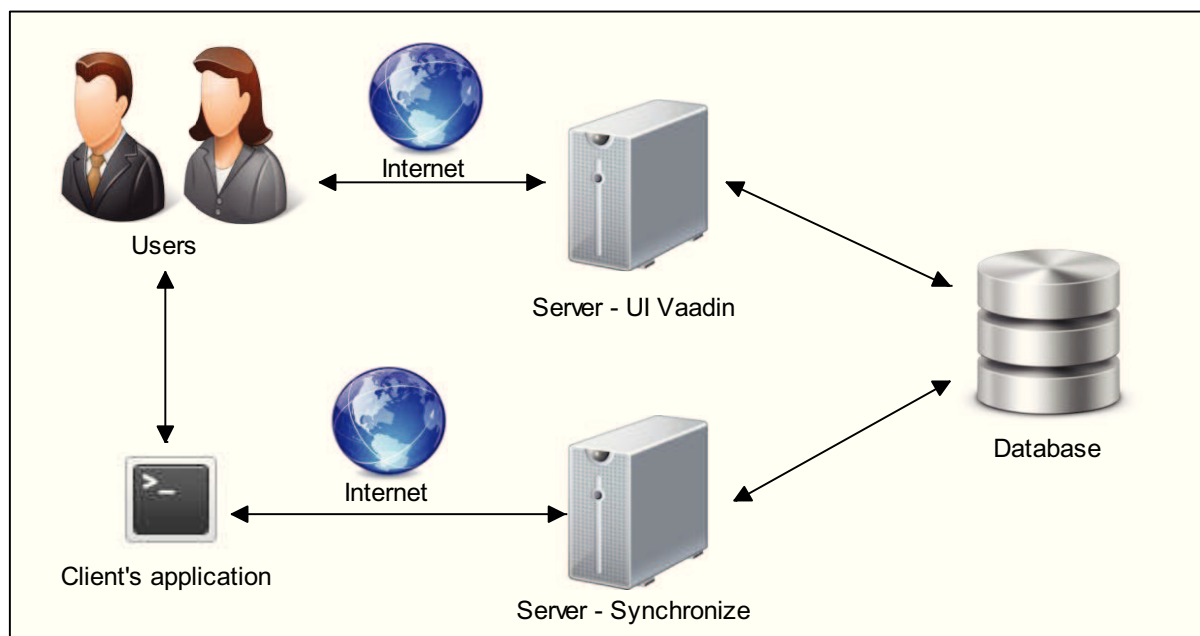 Internet
Users
Server - UI Vaadin
Database
Internet
>_
Client's application
Server - Synchronize